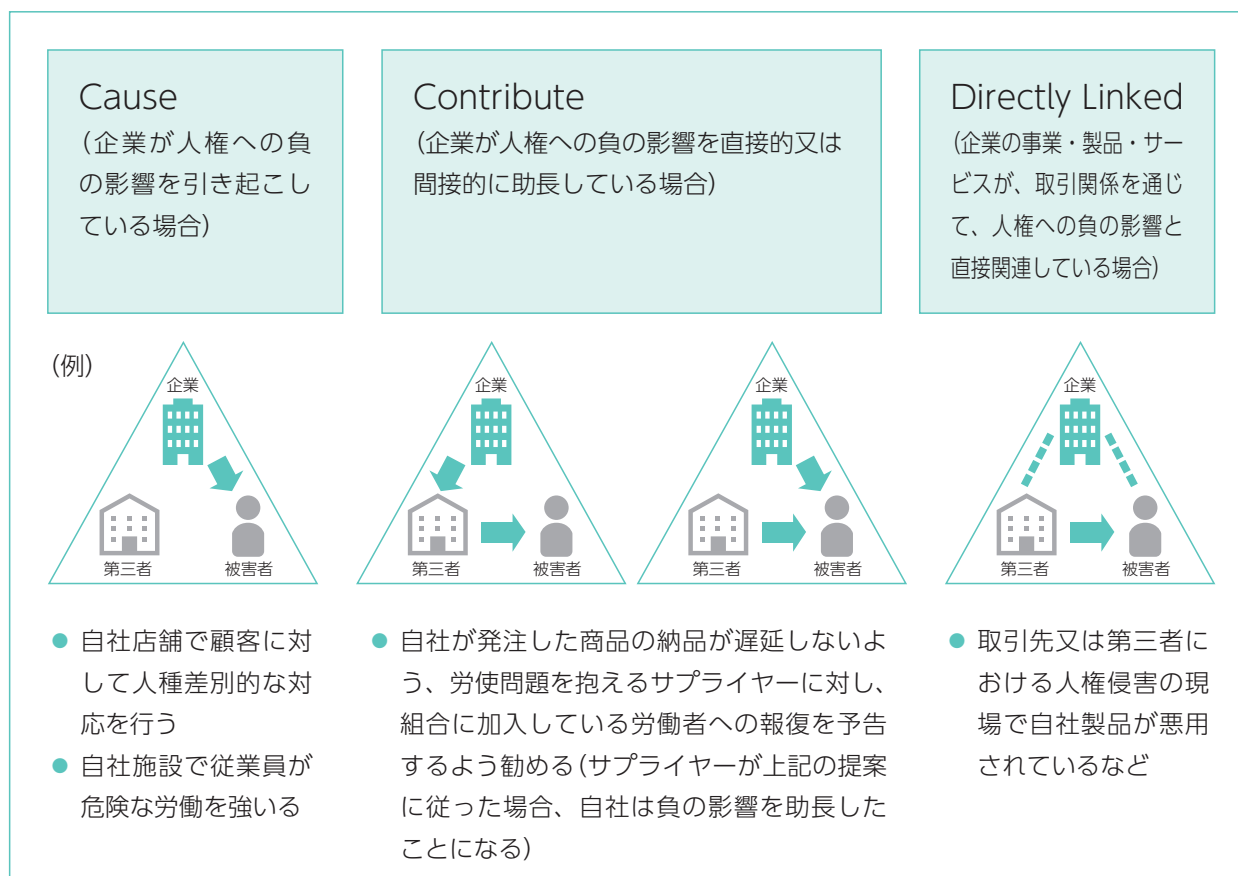 Cause
(企業が人権への負
の影響を引き起こし
ている場合)
Contribute
(企業が人権への負の影響を直接的又は
間接的に助長している場合)
Directly Linked
(企業の事業・製品・サー
ビスが、取引関係を通じ
て、人権への負の影響と
直接関連している場合)
(例)
企業
第三者
被害者
企業
第三者
被害者
企業
第三者
被害者
企業
第三者
被害者
● 自社店舗で顧客に対
して人種差別的な対
応を行う
● 自社施設で従業員が
危険な労働を強いる
● 自社が発注した商品の納品が遅延しないよ
う、労使問題を抱えるサプライヤーに対し、
組合に加入している労働者への報復を予告
するよう勧める(サプライヤーが上記の提案
に従った場合、自社は負の影響を助長した
ことになる)
● 取引先又は第三者に
おける人権侵害の現
場で自社製品が悪用
されているなど